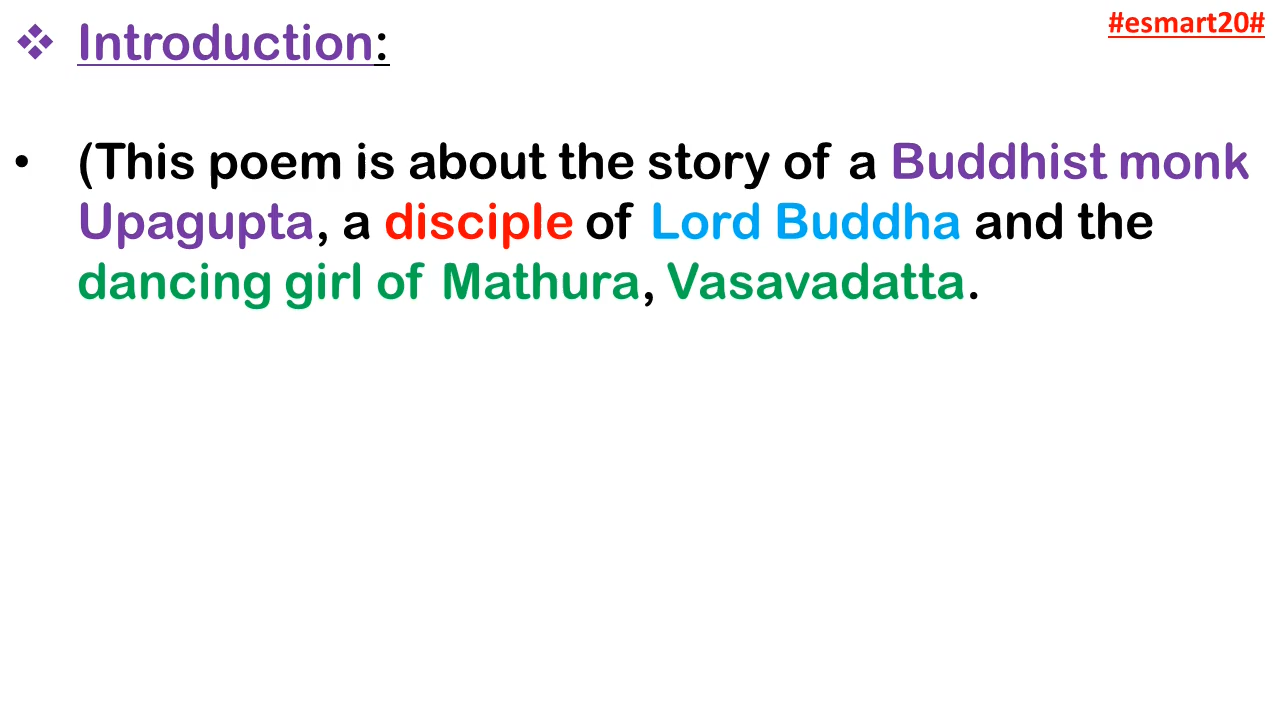 #esmart20#
❖ Introduction:
• (This poem is about the story of a Buddhist monk
Upagupta, a disciple of Lord Buddha and the
dancing girl of Mathura, Vasavadatta.